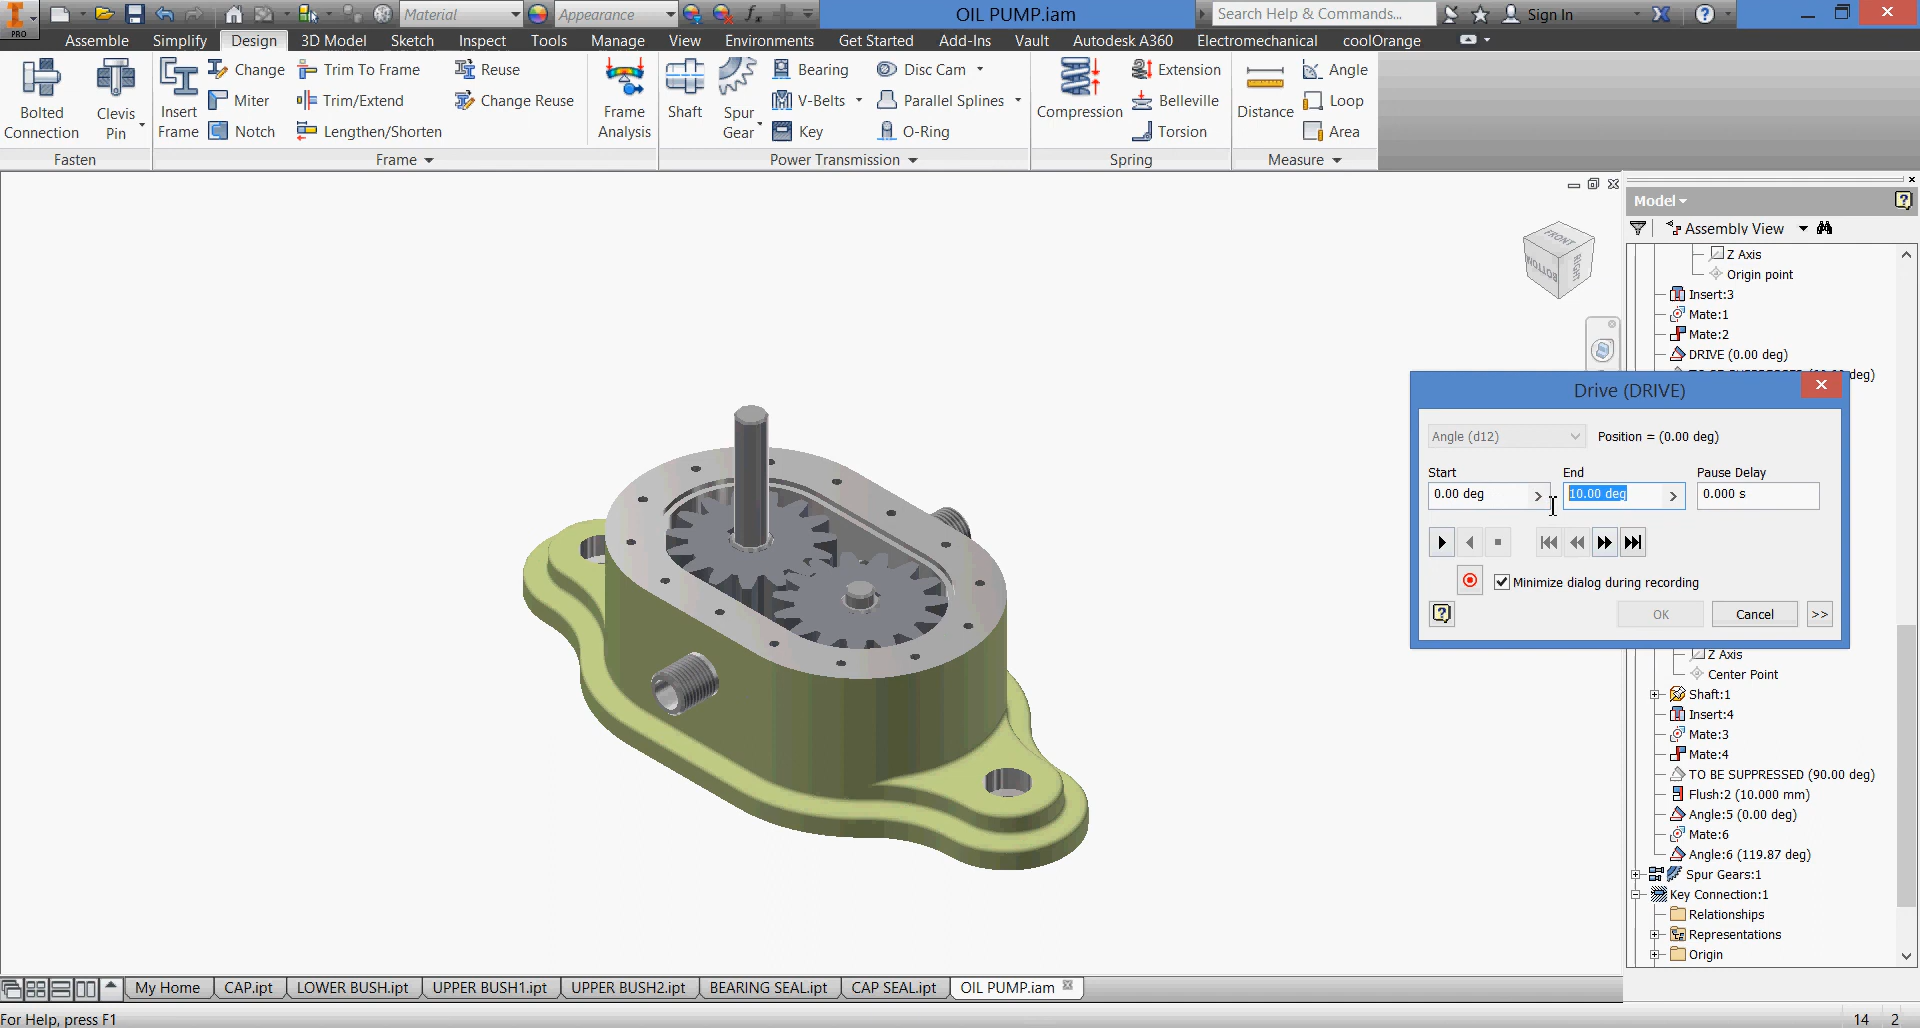 PRO
Material
Appearance
OIL PUMP.iam
Search Help & Commands...
Sign In
Assemble Simplify Design 3D Model Sketch Inspect Tools Manage View Environments Get Started Add-Ins Vault Autodesk A360 Electromechanical coolOrange
Bolted Connection
Clevis Pin
Insert Frame
Change
Miter
Notch
Trim To Frame
Trim/Extend
Lengthen/Shorten
Reuse
Change Reuse
Frame Analysis
Shaft
Spur Gear
Bearing
V-Belts
Key
Disc Cam
Parallel Splines
O-Ring
Compression
Extension
Belleville
Torsion
Distance
Angle
Loop
Area
Fasten Frame Power Transmission Spring Measure
Model
Assembly View
FRONT
BOTTOM
RIGHT
Z Axis
Origin point
Insert:3
Mate:1
Mate:2
DRIVE (0.00 deg)
deg)
Drive (DRIVE)
Angle (d12) Position = (0.00 deg)
Start End Pause Delay
0.00 deg 10.00 deg 0.000 s
Minimize dialog during recording
OK Cancel >>
Z Axis
Center Point
Shaft:1
Insert:4
Mate:3
Mate:4
TO BE SUPPRESSED (90.00 deg)
Flush:2 (10.000 mm)
Angle:5 (0.00 deg)
Mate:6
Angle:6 (119.87 deg)
Spur Gears:1
Key Connection:1
Relationships
Representations
Origin
My Home CAP.ipt LOWER BUSH.ipt UPPER BUSH1.ipt UPPER BUSH2.ipt BEARING SEAL.ipt CAP SEAL.ipt OIL PUMP.iam
For Help, press F1 14 2